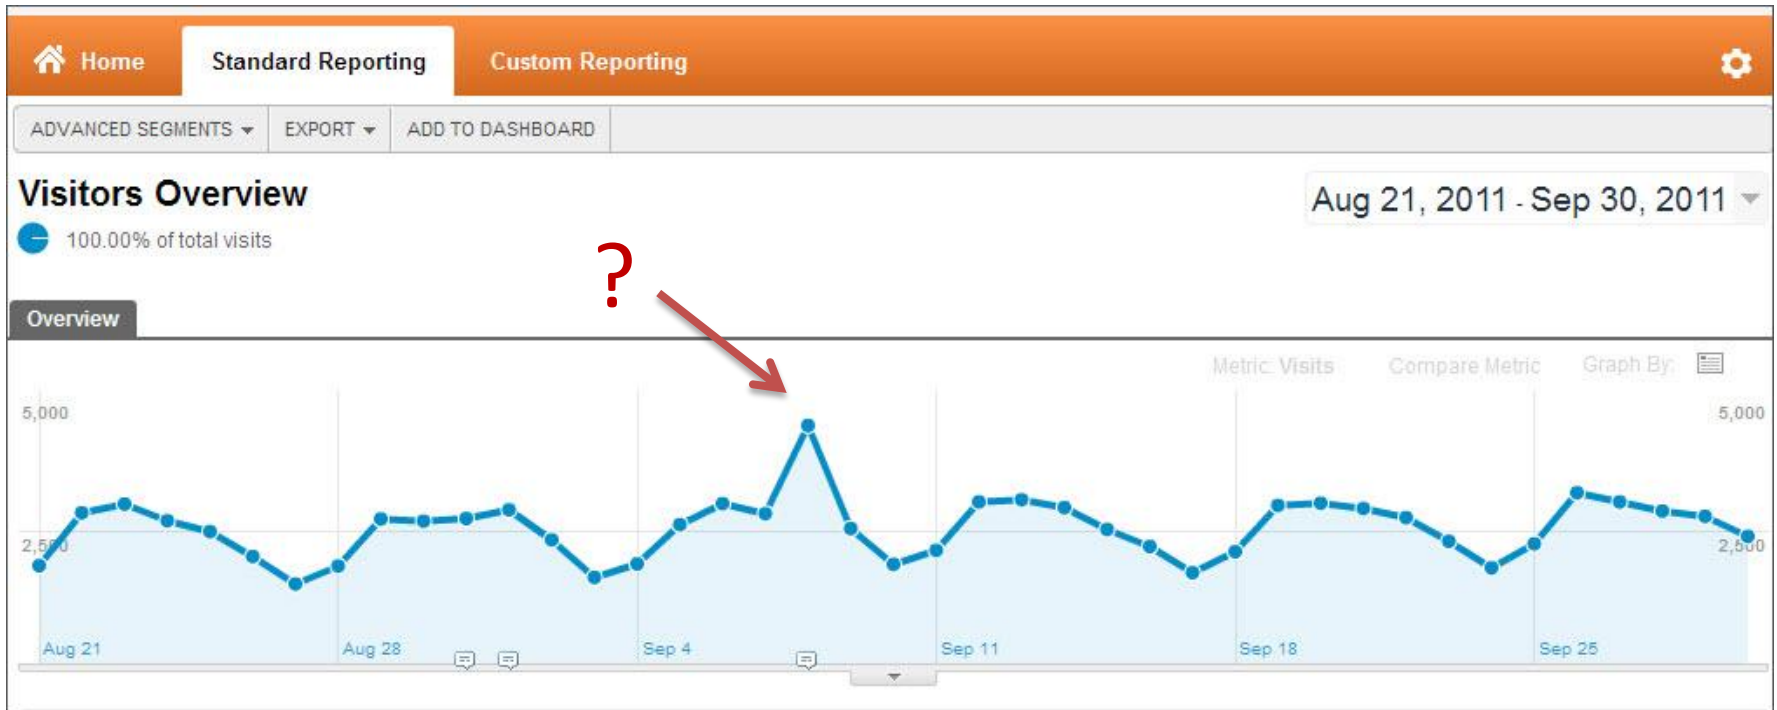 Home Standard Reporting Custom Reporting
ADVANCED SEGMENTS EXPORT ADD TO DASHBOARD
Visitors Overview
Aug 21, 2011 - Sep 30, 2011
100.00% of total visits
?
Overview
Metric: Visits Compare Metric Graph By:
5,000 5,000
2,500 2,500
Aug 21 Aug 28 Sep 4 Sep 11 Sep 18 Sep 25